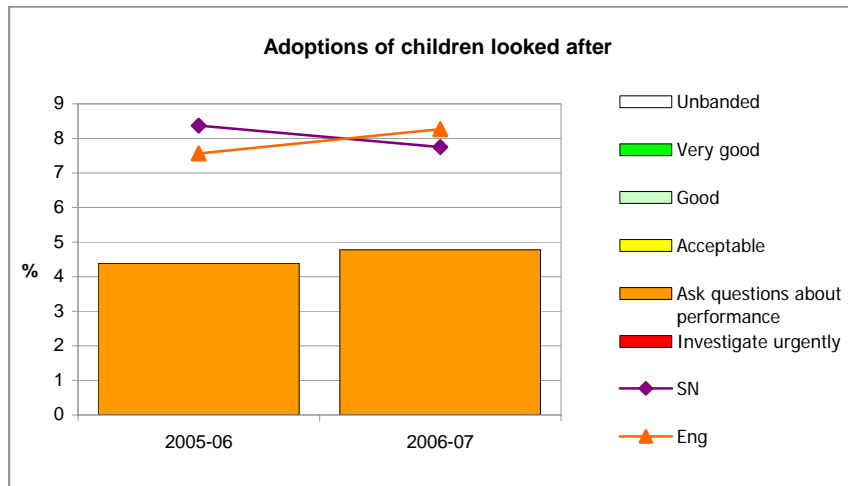 Adoptions of children looked after
9
8
7
6
5
4
3
2
1
0
%
2005-06
2006-07
Unbanded
Very good
Good
Acceptable
Ask questions about
performance
Investigate urgently
SN
Eng